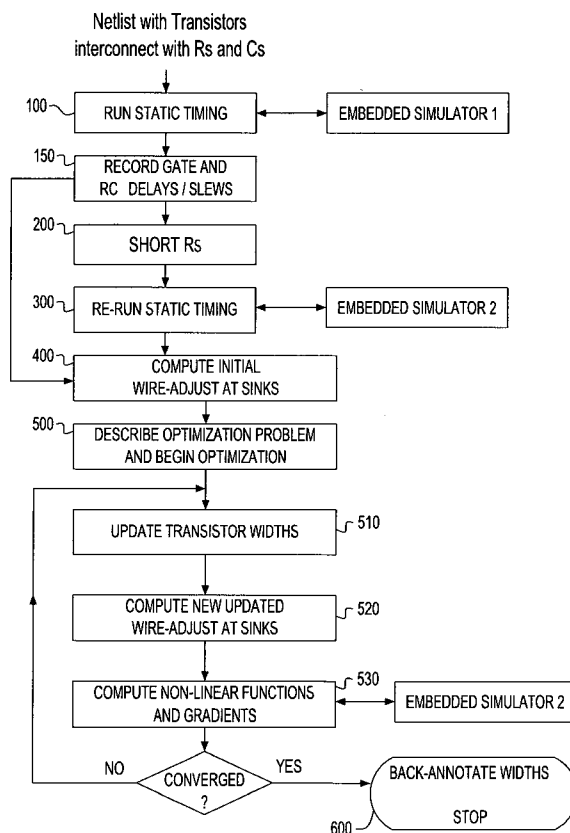 Netlist with Transistors
interconnect with Rs and Cs
100
RUN STATIC TIMING
EMBEDDED SIMULATOR 1
150
RECORD GATE AND
RC DELAYS / SLEWS
200
SHORT Rs
300
RE-RUN STATIC TIMING
EMBEDDED SIMULATOR 2
400
COMPUTE INITIAL
WIRE-ADJUST AT SINKS
500
DESCRIBE OPTIMIZATION PROBLEM
AND BEGIN OPTIMIZATION
UPDATE TRANSISTOR WIDTHS
510
COMPUTE NEW UPDATED
WIRE-ADJUST AT SINKS
520
530
COMPUTE NON-LINEAR FUNCTIONS
AND GRADIENTS
EMBEDDED SIMULATOR 2
NO
CONVERGED
?
YES
BACK-ANNOTATE WIDTHS
STOP
600